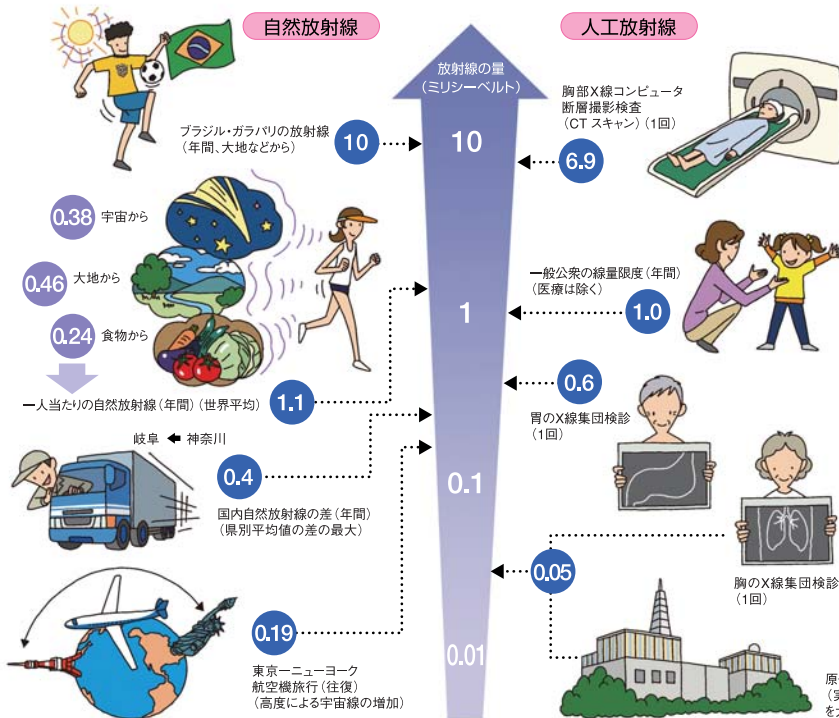 自然放射線
人工放射線
放射線の量
(ミリシーベルト)
10
1
0.1
0.01
ブラジル・ガラパリの放射線
(年間、大地などから)
10
0.38
宇宙から
0.46
大地から
0.24
食物から
一人当たりの自然放射線(年間)(世界平均)
1.1
岐阜 ← 神奈川
0.4
国内自然放射線の差(年間)
(県別平均値の差の最大)
0.19
東京ーニューヨーク
航空機旅行(往復)
(高度による宇宙線の増加)
胸部X線コンピュータ
断層撮影検査
(CTスキャン)(1回)
6.9
一般公衆の線量限度(年間)
(医療は除く)
1.0
0.6
胃のX線集団検診
(1回)
0.05
胸のX線集団検診
(1回)